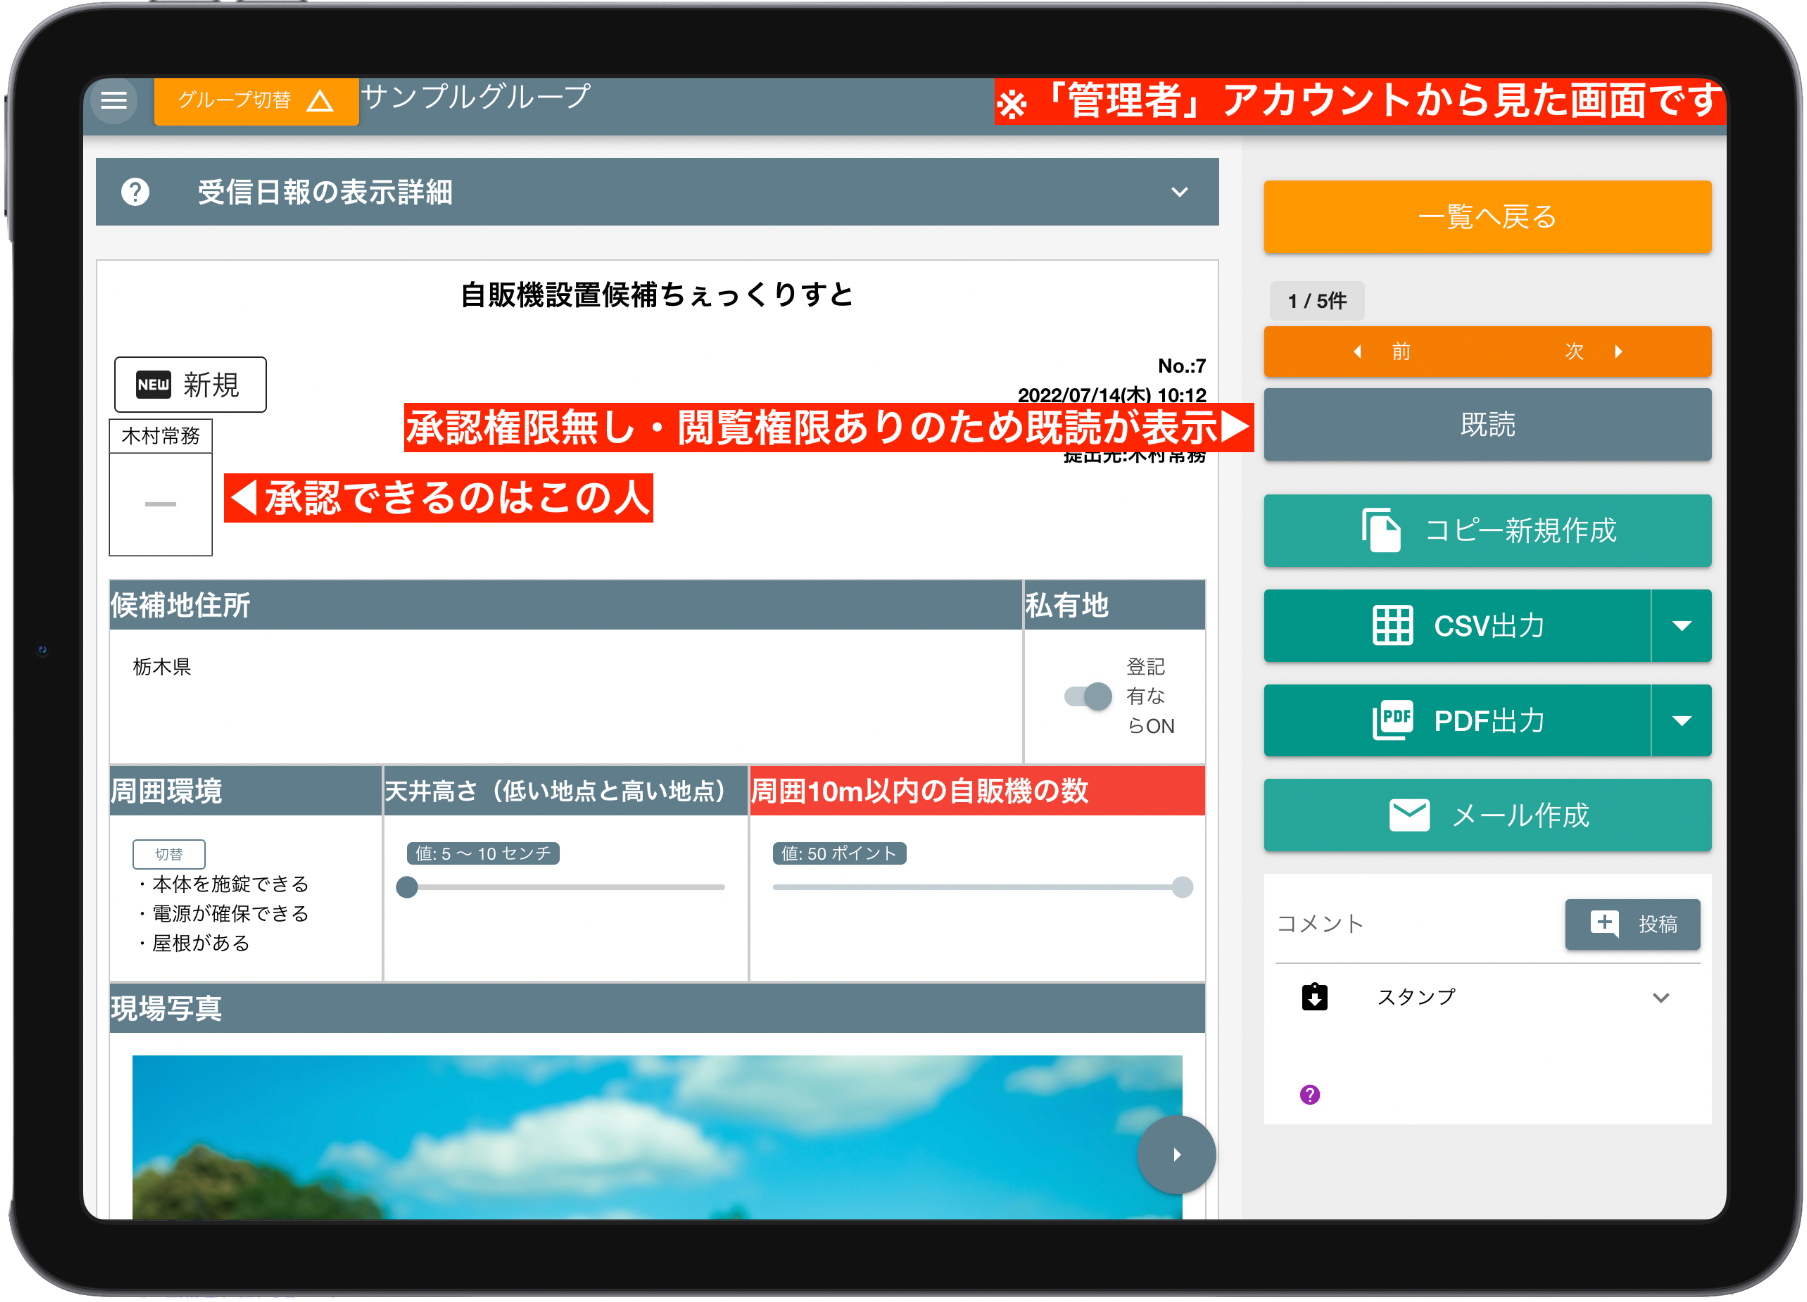 グループ切替
サンプルグループ
※「管理者」アカウントから見た画面です
受信日報の表示詳細
一覧へ戻る
自販機設置候補ちぇっくりすと
1 / 5件
前
次
NEW 新規
No.:7
2022/07/14(木) 10:12
承認権限無し・閲覧権限ありのため既読が表示▶
既読
木村常務
提出先:木村常務
◀承認できるのはこの人
コピー新規作成
候補地住所
私有地
CSV出力
栃木県
登記
有な
らON
PDF
PDF出力
周囲環境
天井高さ（低い地点と高い地点）
周囲10m以内の自販機の数
メール作成
切替
値: 5 〜 10 センチ
値: 50 ポイント
・本体を施錠できる
・電源が確保できる
・屋根がある
コメント
投稿
スタンプ
現場写真